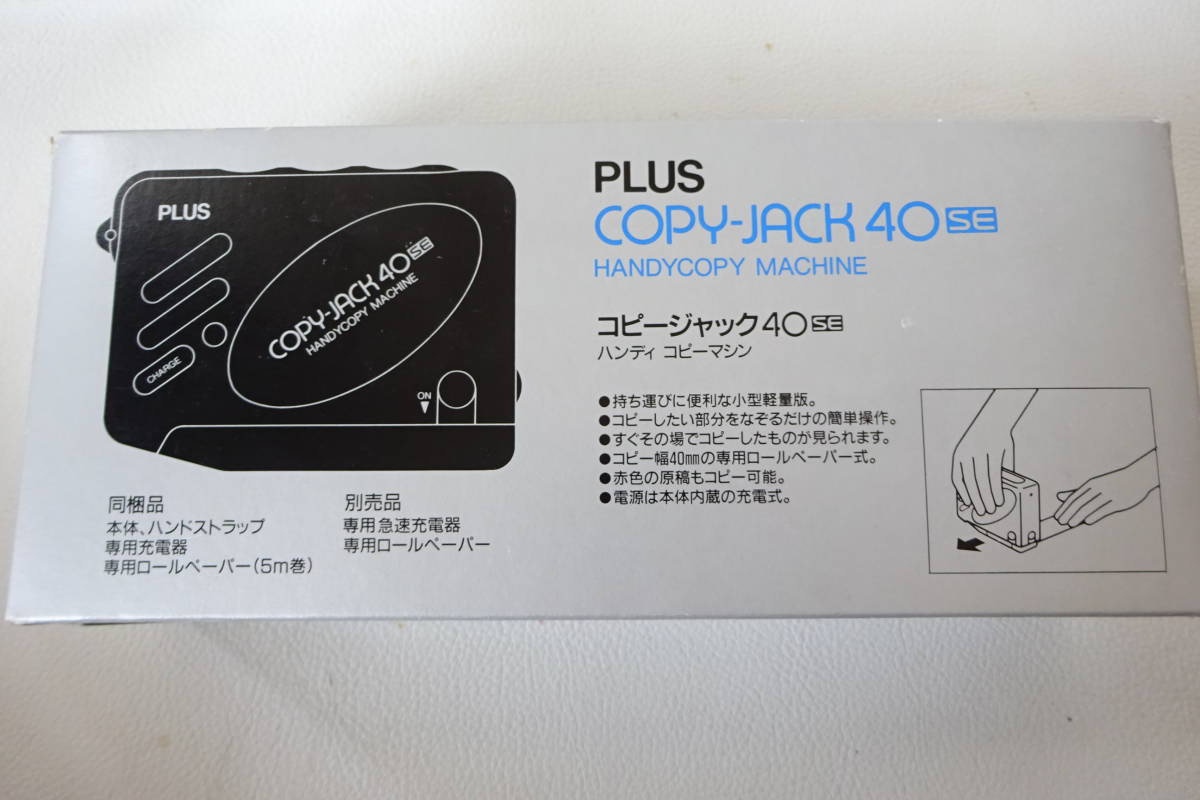 PLUS
COPY-JACK 40 SE
HANDYCOPY MACHINE
CHARGE
ON
同梱品
本体、ハンドストラップ
専用充電器
専用ロールペーパー(5m巻)
別売品
専用急速充電器
専用ロールペーパー
PLUS
COPY-JACK 40 SE
HANDYCOPY MACHINE
コピージャック40 SE
ハンディ コピーマシン
●持ち運びに便利な小型軽量版。
●コピーしたい部分をなぞるだけの簡単操作。
●すぐその場でコピーしたものが見られます。
●コピー幅40㎜の専用ロールペーパー式。
●赤色の原稿もコピー可能。
●電源は本体内蔵の充電式。